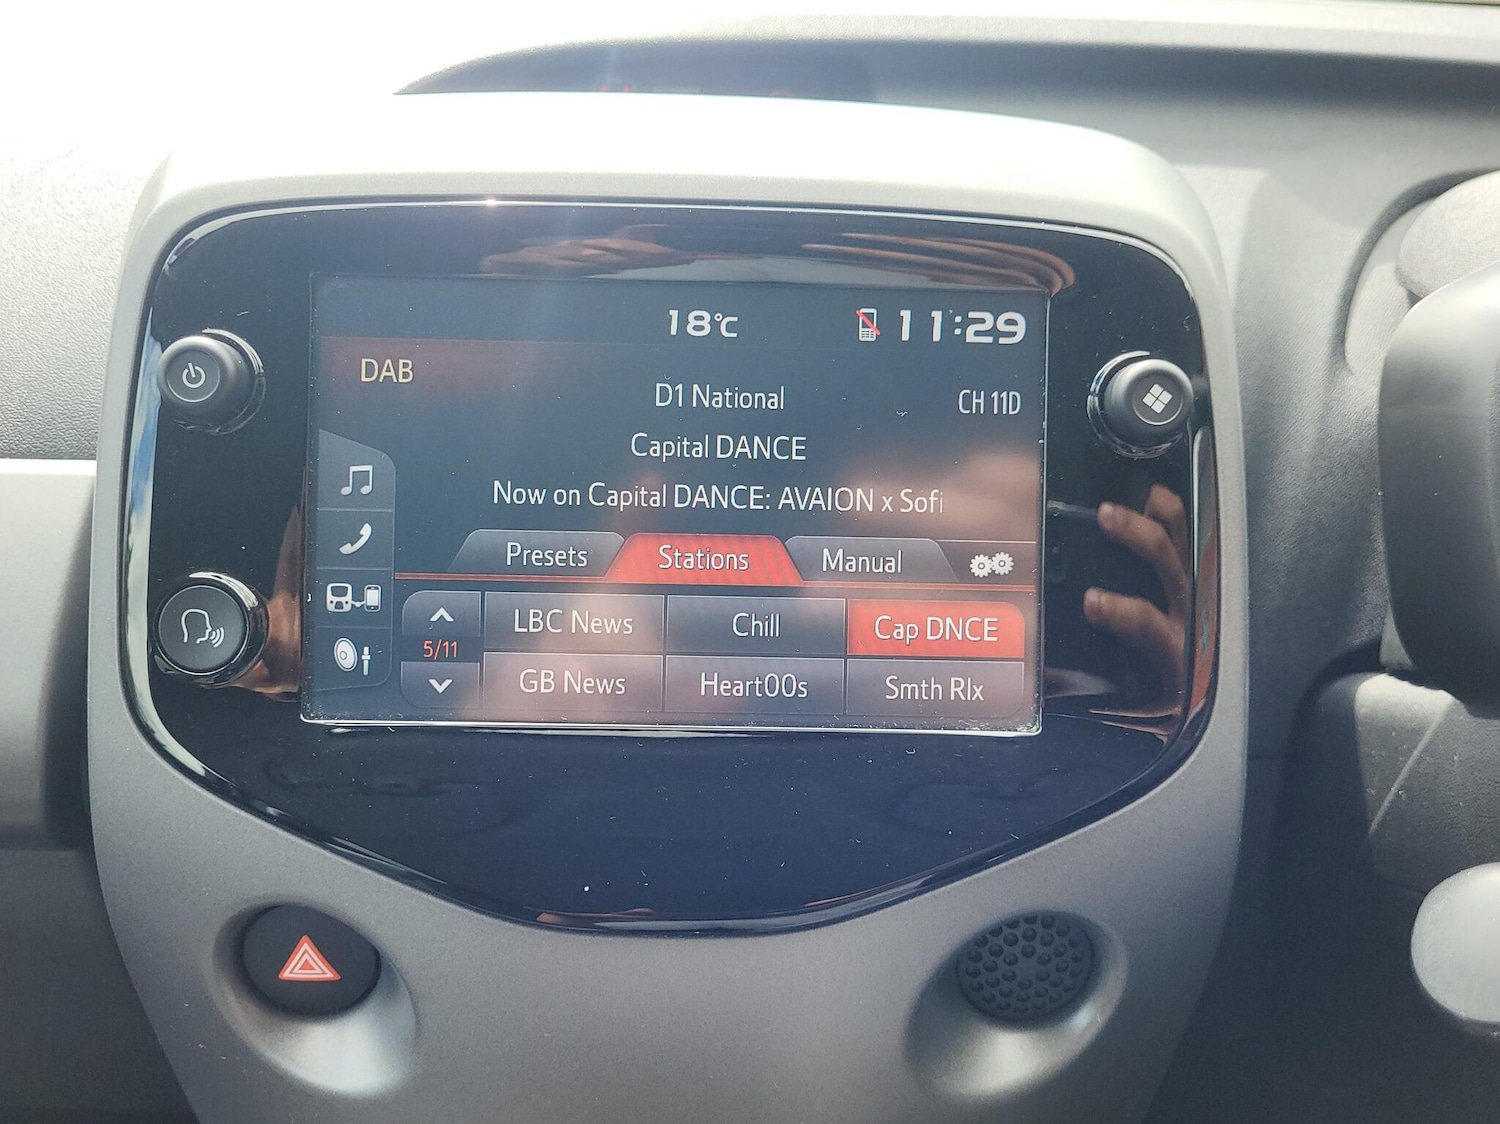 18°C 11:29
DAB
D1 National CH 11D
Capital DANCE
Now on Capital DANCE: AVAION x Sofi
Presets Stations Manual
LBC News Chill Cap DNCE
5/11
GB News Heart00s Smth Rlx